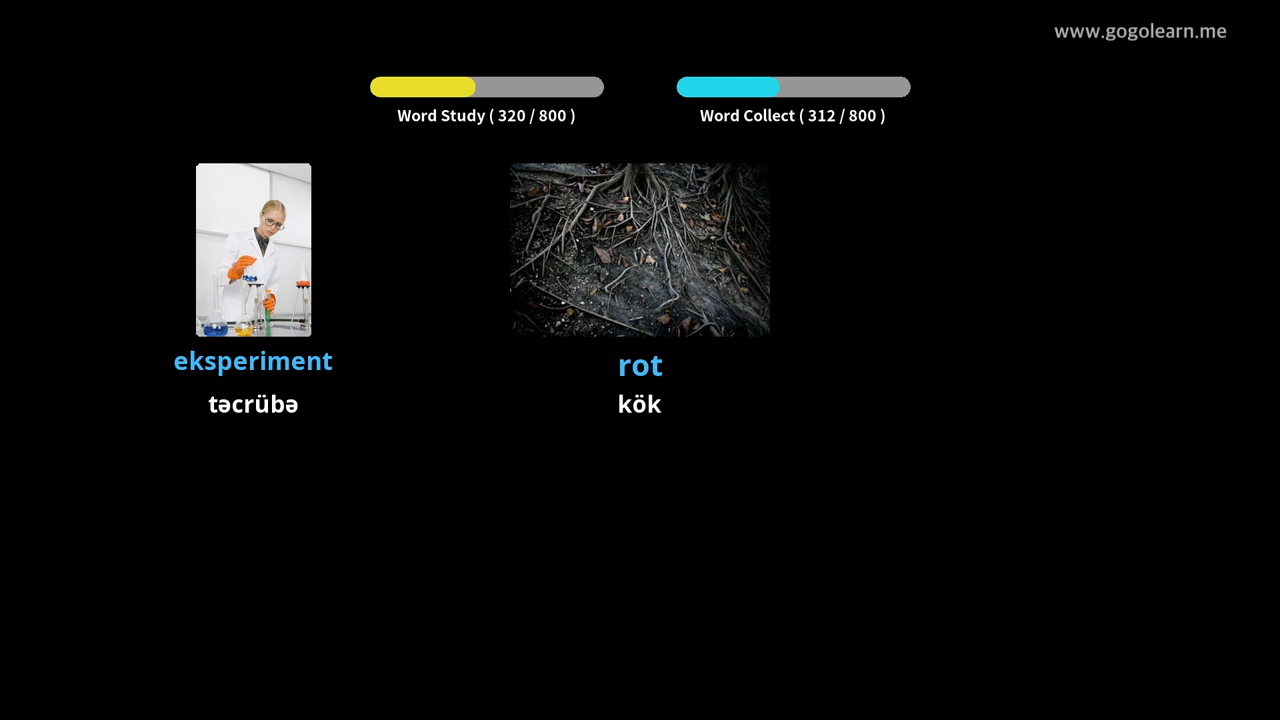 www.gogolearn.me
Word Study ( 320 / 800 )
Word Collect ( 312 / 800 )
eksperiment
rot
təcrübə
kök